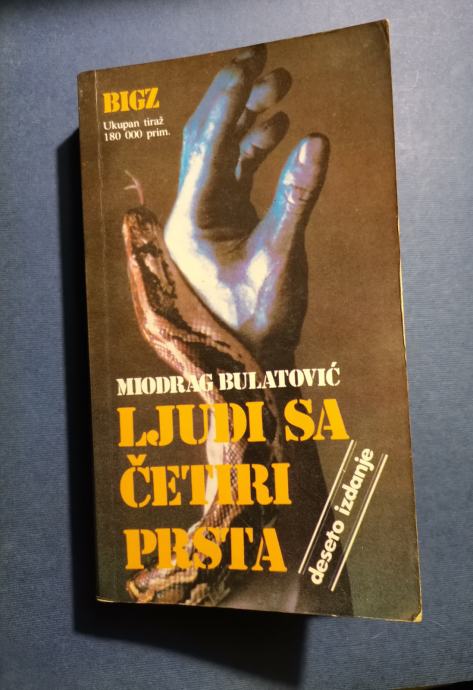 BIGZ
Ukupan tiraž
180 000 prim.
MIODRAG BULATOVIĆ
LJUDI SA
ČETIRI
PRSTA
deseto izdanje